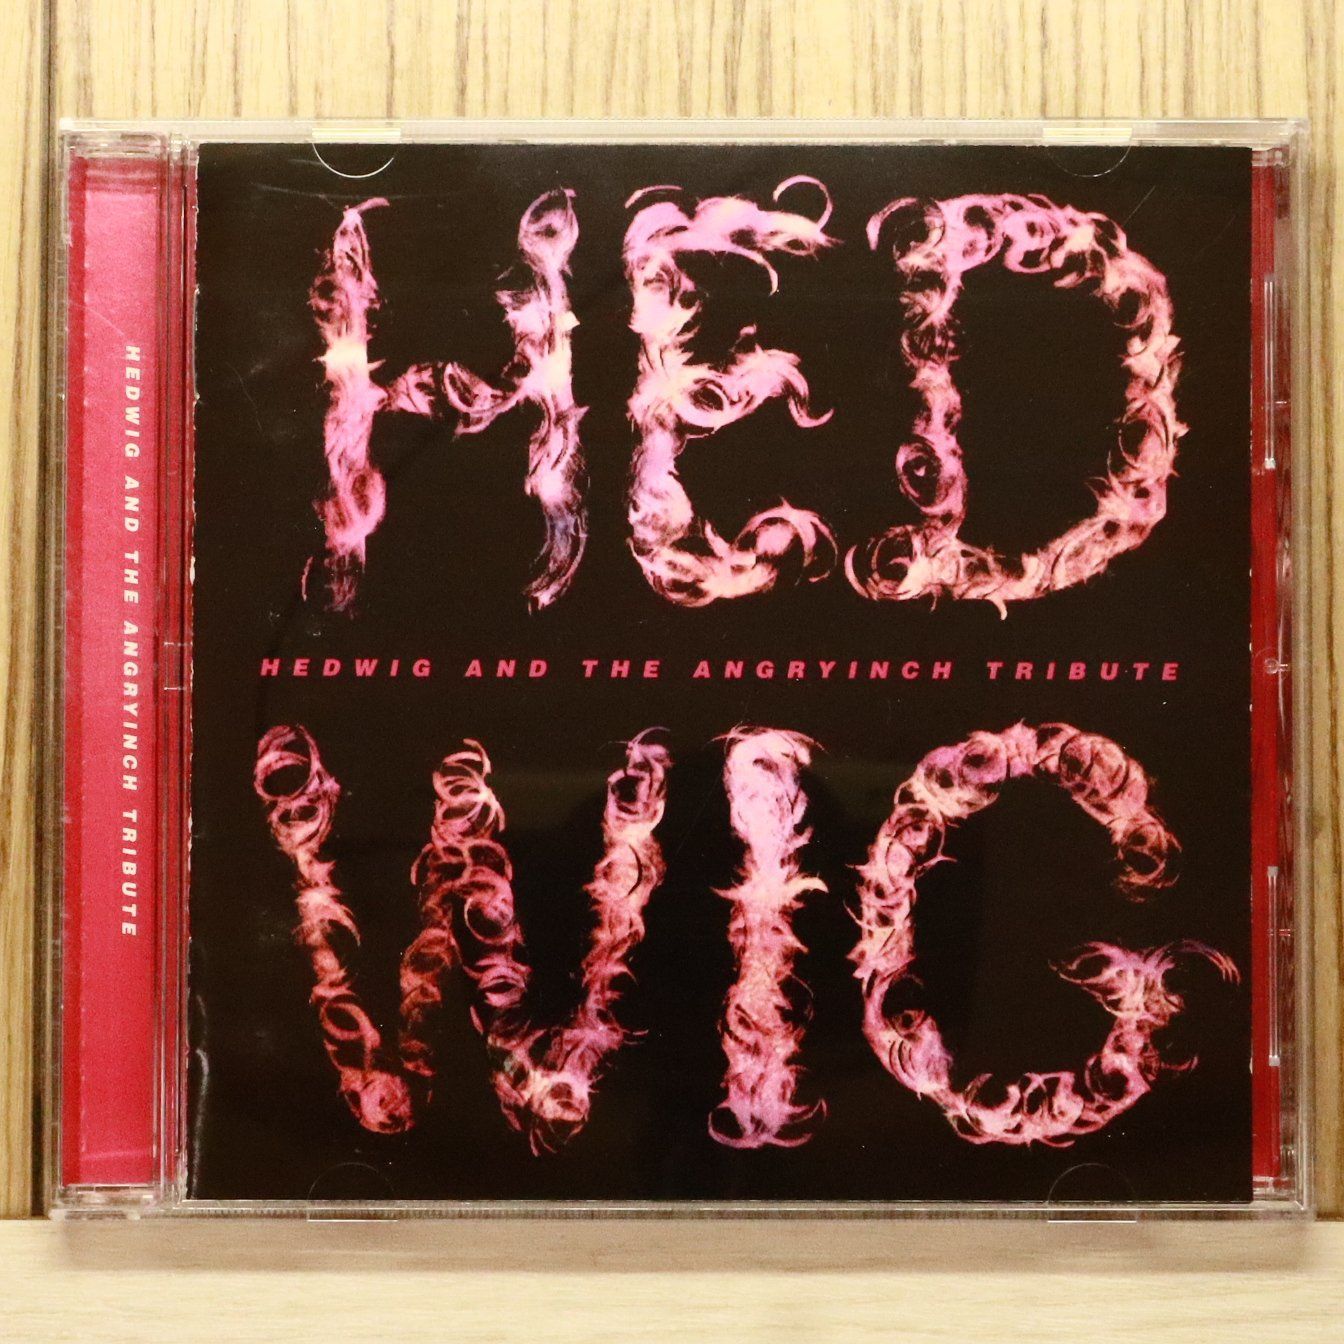 HEDWIG AND THE ANGRYINCH TRIBUTE
HED
HEDWIG AND THE ANGRYINCH TRIBUTE
WIG